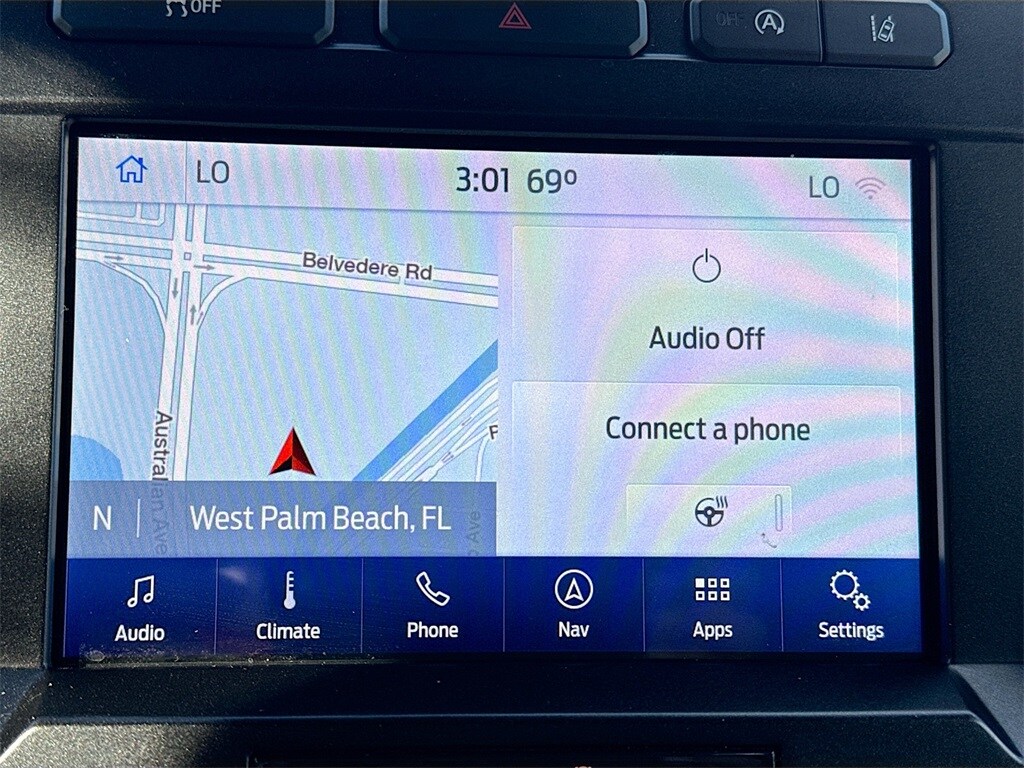 OFF
OFF A
LO
3:01 69º
LO
Belvedere Rd
Audio Off
Connect a phone
Australian Ave
N
West Palm Beach, FL
Audio
Climate
Phone
Nav
Apps
Settings